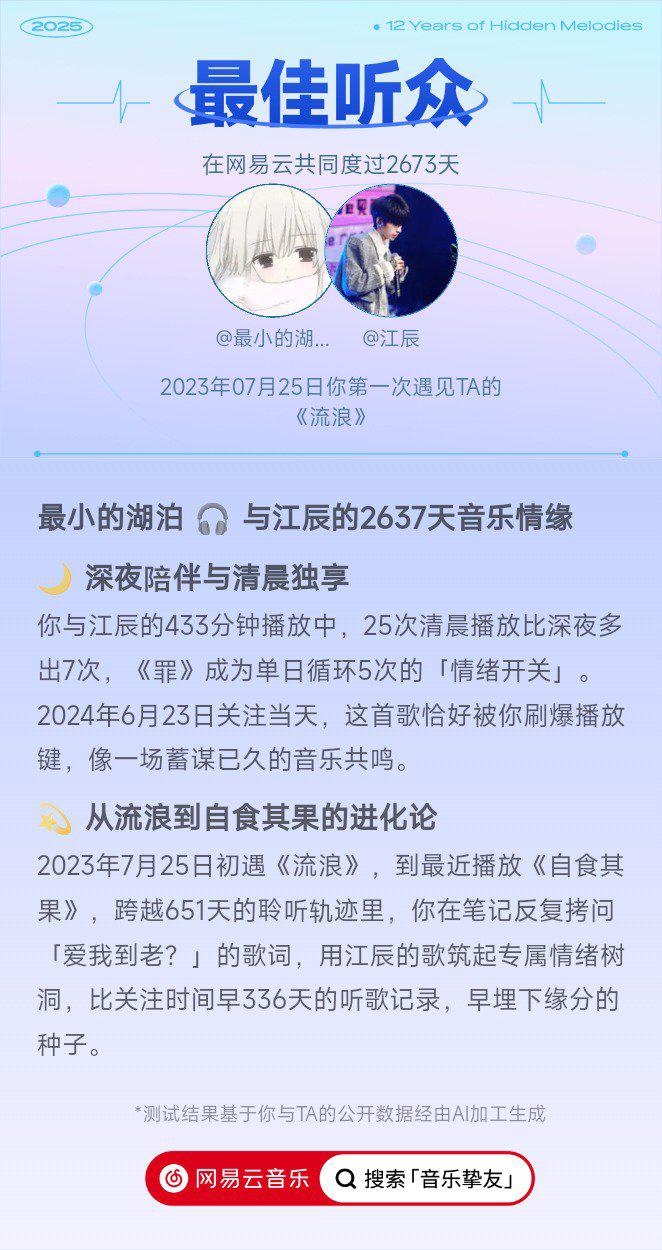 2025
12 Years of Hidden Melodies
最佳听众
在网易云共同度过2673天
@最小的湖... @江辰
2023年07月25日你第一次遇见TA的
《流浪》
最小的湖泊 🎧 与江辰的2637天音乐情缘
🌙 深夜陪伴与清晨独享
你与江辰的433分钟播放中，25次清晨播放比深夜多
出7次，《罪》成为单日循环5次的「情绪开关」。
2024年6月23日关注当天，这首歌恰好被你刷爆播放
键，像一场蓄谋已久的音乐共鸣。
💫 从流浪到自食其果的进化论
2023年7月25日初遇《流浪》，到最近播放《自食其
果》，跨越651天的聆听轨迹里，你在笔记反复拷问
「爱我到老？」的歌词，用江辰的歌筑起专属情绪树
洞，比关注时间早336天的听歌记录，早埋下缘分的
种子。
*测试结果基于你与TA的公开数据经由AI加工生成
网易云音乐 搜索「音乐挚友」